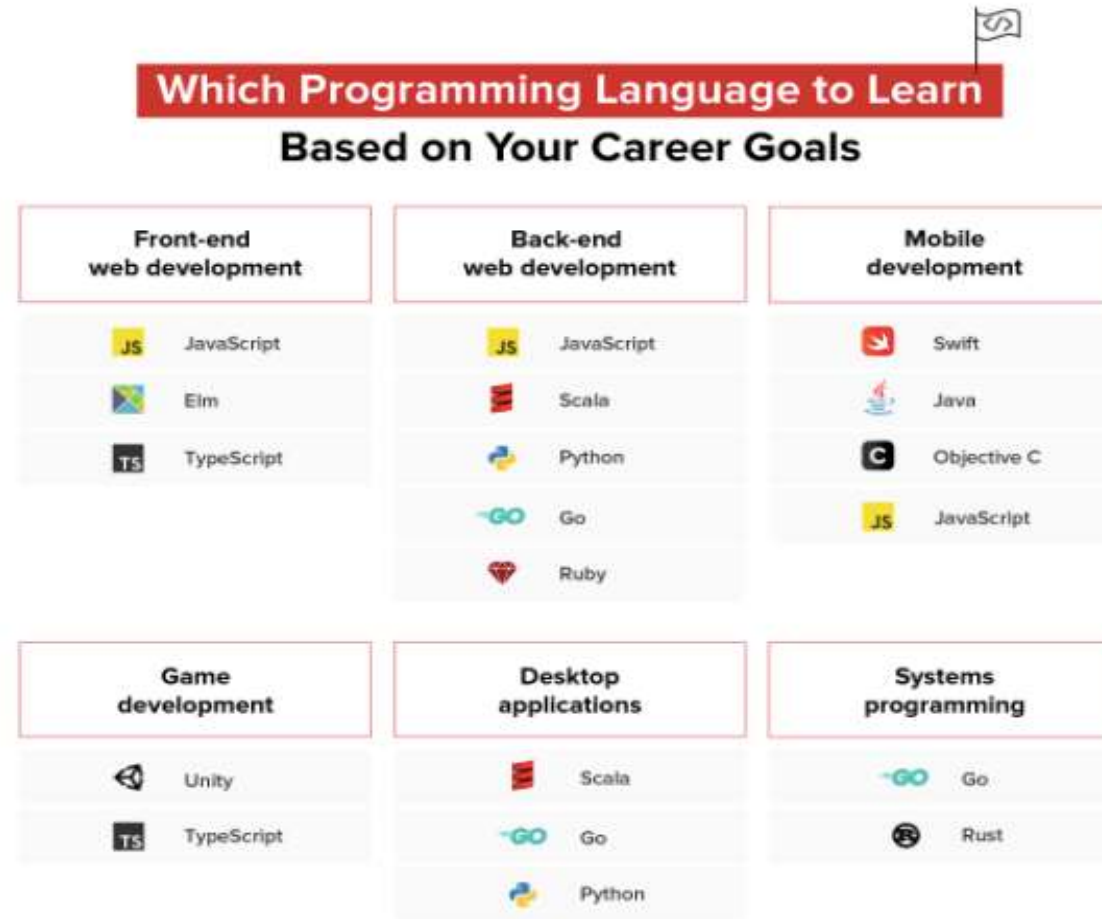 </>
Which Programming Language to Learn
Based on Your Career Goals
Front-end
web development
JS JavaScript
Elm
TS TypeScript
Back-end
web development
JS JavaScript
Scala
Python
GO Go
Ruby
Mobile
development
Swift
Java
C Objective C
JS JavaScript
Game
development
Unity
TS TypeScript
Desktop
applications
Scala
GO Go
Python
Systems
programming
GO Go
R Rust